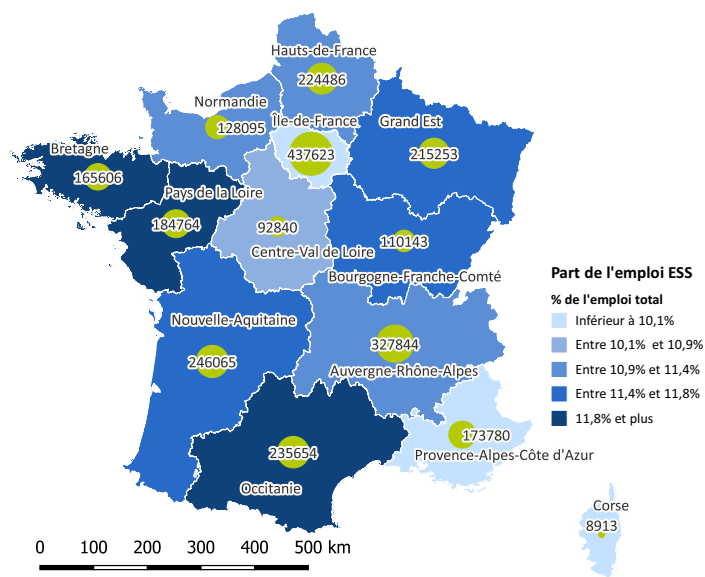 Hauts-de-France
224486
Normandie
128095
Île-de-France
437623
Grand Est
215253
Bretagne
165606
Pays de la Loire
184764
92840
Centre-Val de Loire
110143
Bourgogne-Franche-Comté
Nouvelle-Aquitaine
246065
327844
Auvergne-Rhône-Alpes
173780
Provence-Alpes-Côte d'Azur
235654
Occitanie
Corse
8913
Part de l'emploi ESS
% de l'emploi total
Inférieur à 10,1%
Entre 10,1% et 10,9%
Entre 10,9% et 11,4%
Entre 11,4% et 11,8%
11,8% et plus
0 100 200 300 400 500 km